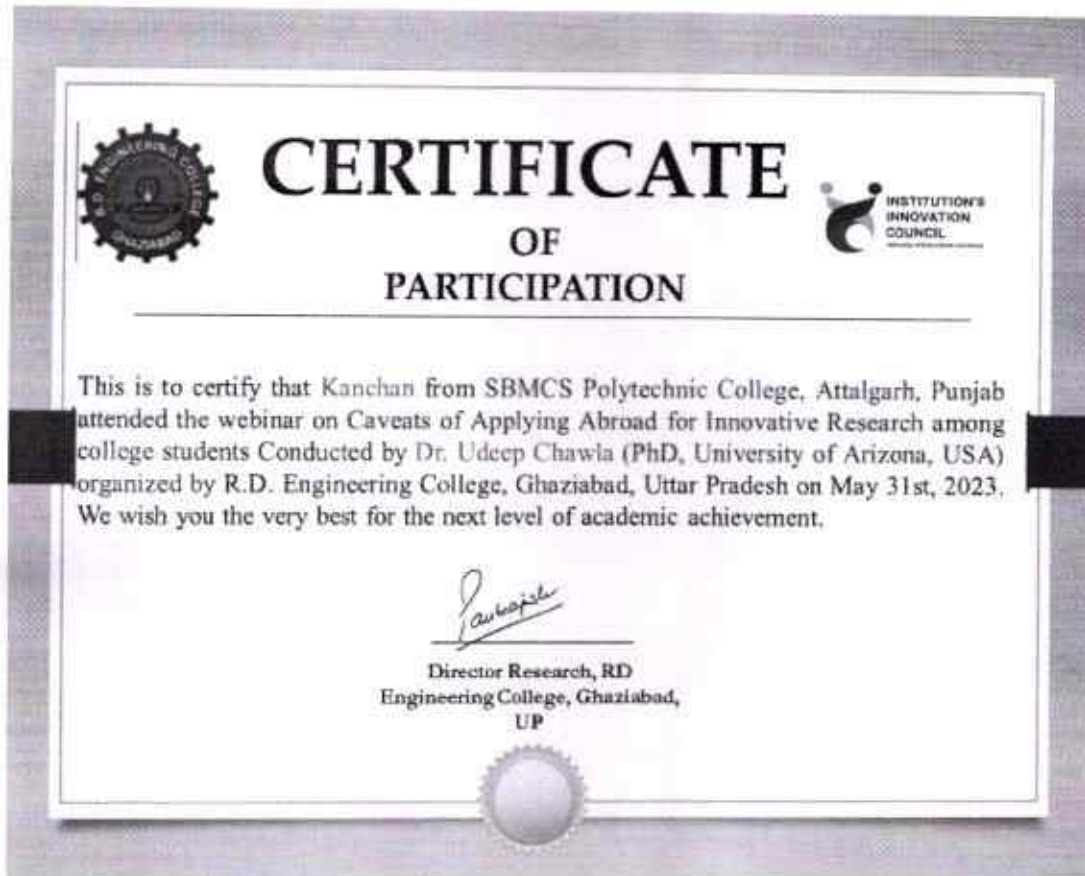 R.D. ENGINEERING COLLEGE
GHAZIABAD
CERTIFICATE
OF
PARTICIPATION
INSTITUTION'S
INNOVATION
COUNCIL
This is to certify that Kanchan from SBMCS Polytechnic College, Attalgarh, Punjab
attended the webinar on Caveats of Applying Abroad for Innovative Research among
college students Conducted by Dr. Udeep Chawla (PhD, University of Arizona, USA)
organized by R.D. Engineering College, Ghaziabad, Uttar Pradesh on May 31st, 2023.
We wish you the very best for the next level of academic achievement.
Director Research, RD
Engineering College, Ghaziabad,
UP